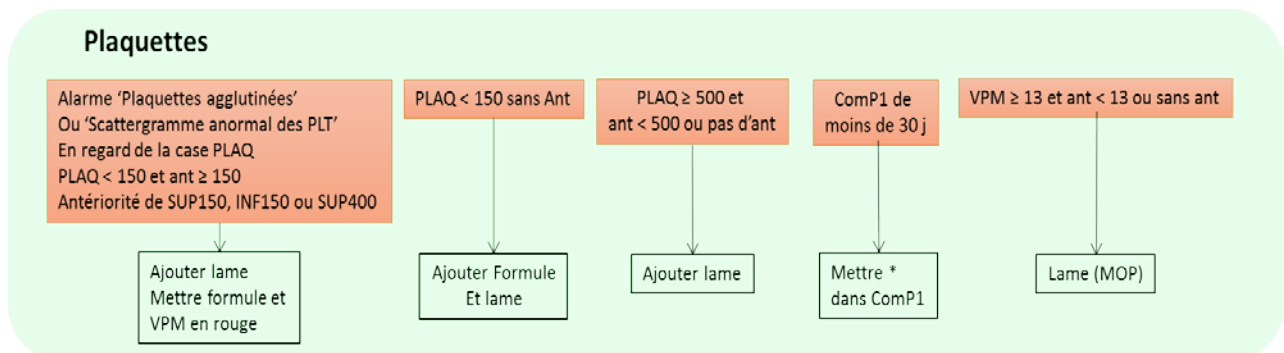 Plaquettes
Alarme ‘Plaquettes agglutinées’
Ou ‘Scattergramme anormal des PLT’
En regard de la case PLAQ
PLAQ < 150 et ant ≥ 150
Antériorité de SUP150, INF150 ou SUP400
Ajouter lame
Mettre formule et
VPM en rouge
PLAQ < 150 sans Ant
Ajouter Formule
Et lame
PLAQ ≥ 500 et
ant < 500 ou pas d’ant
Ajouter lame
ComP1 de
moins de 30 j
Mettre *
dans ComP1
VPM ≥ 13 et ant < 13 ou sans ant
Lame (MOP)